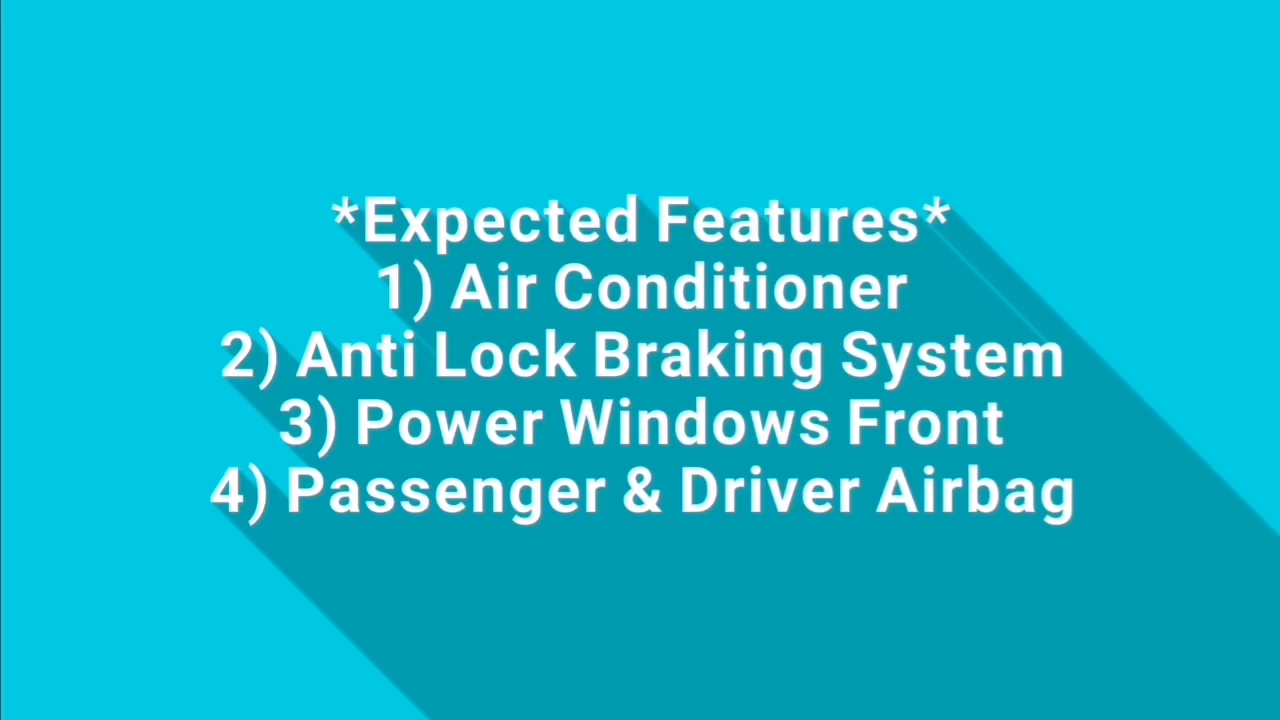 *Expected Features*
1) Air Conditioner
2) Anti Lock Braking System
3) Power Windows Front
4) Passenger & Driver Airbag